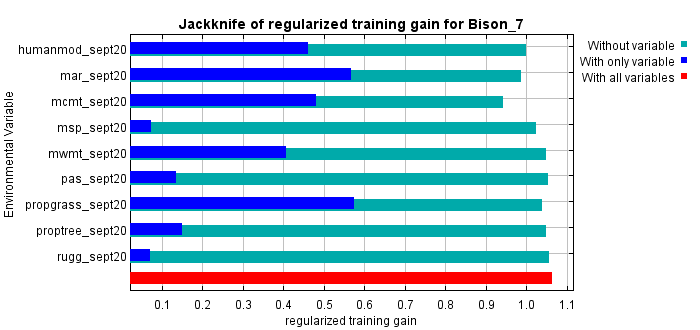 Jackknife of regularized training gain for Bison_7
Environmental Variable
humanmod_sept20
mar_sept20
mcmt_sept20
msp_sept20
mwmt_sept20
pas_sept20
propgrass_sept20
proptree_sept20
rugg_sept20
Without variable
With only variable
With all variables
0.1 0.2 0.3 0.4 0.5 0.6 0.7 0.8 0.9 1.0 1.1
regularized training gain